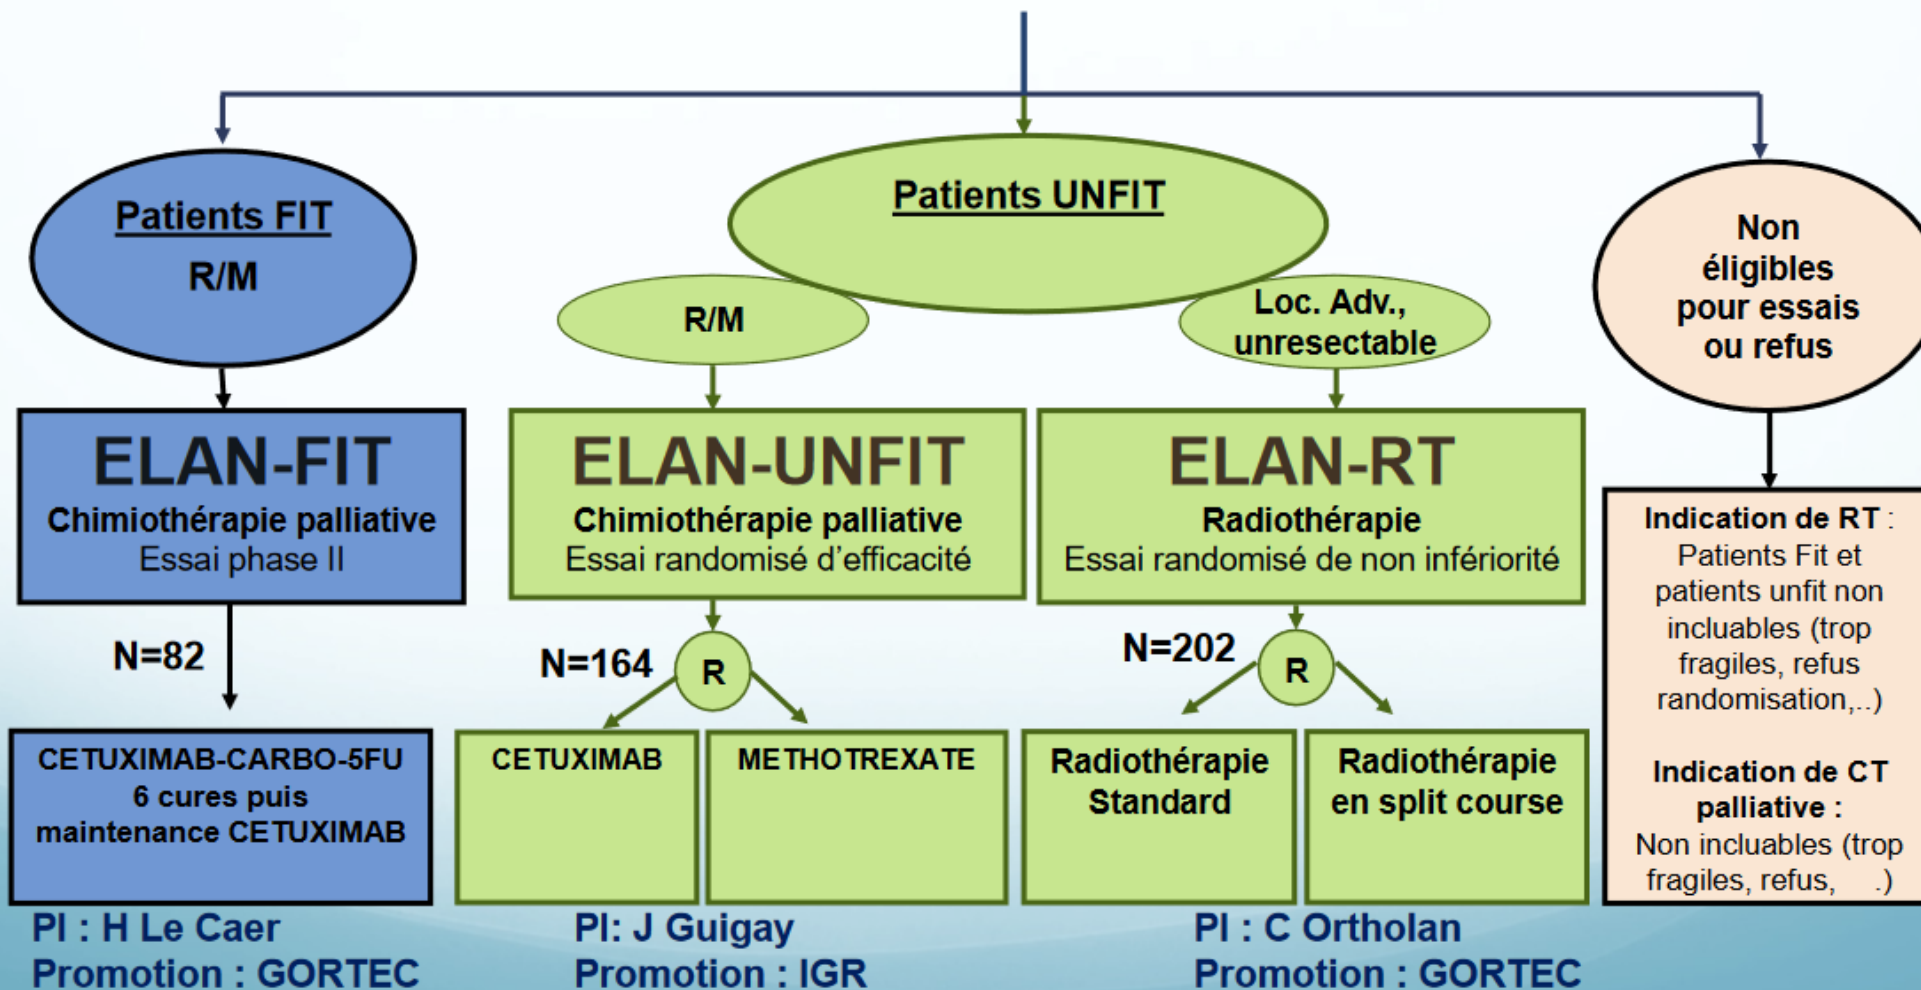 Patients FIT
R/M
Patients UNFIT
R/M
Loc. Adv.,
unresectable
Non
éligibles
pour essais
ou refus
ELAN-FIT
Chimiothérapie palliative
Essai phase II
ELAN-UNFIT
Chimiothérapie palliative
Essai randomisé d'efficacité
ELAN-RT
Radiothérapie
Essai randomisé de non infériorité
N=82
N=164
R
N=202
R
CETUXIMAB-CARBO-5FU
6 cures puis
maintenance CETUXIMAB
CETUXIMAB
METHOTREXATE
Radiothérapie
Standard
Radiothérapie
en split course
Indication de RT :
Patients Fit et
patients unfit non
incluables (trop
fragiles, refus
randomisation,..)
Indication de CT
palliative :
Non incluables (trop
fragiles, refus, .)
PI : H Le Caer
Promotion : GORTEC
PI: J Guigay
Promotion : IGR
PI : C Ortholan
Promotion : GORTEC